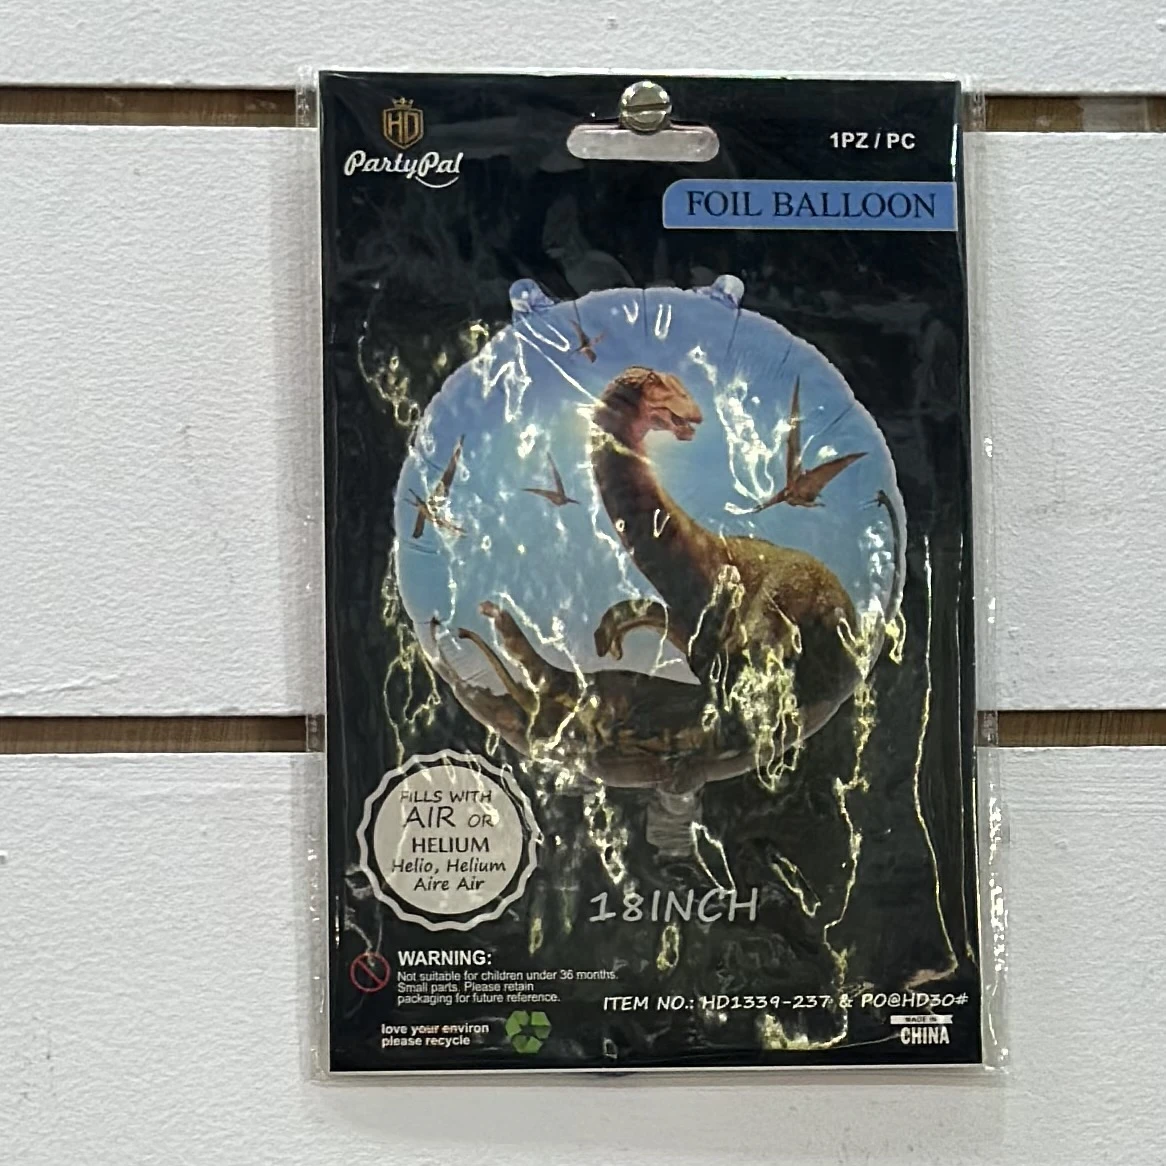 HD
PartyPal
1PZ / PC
FOIL BALLOON
FILLS WITH
AIR OR
HELIUM
Helio, Helium
Aire Air
18INCH
WARNING:
Not suitable for children under 36 months.
Small parts. Please retain
packaging for future reference.
ITEM NO.: HD1339-237 & PO@HD30#
love your environ
please recycle
MADE IN
CHINA